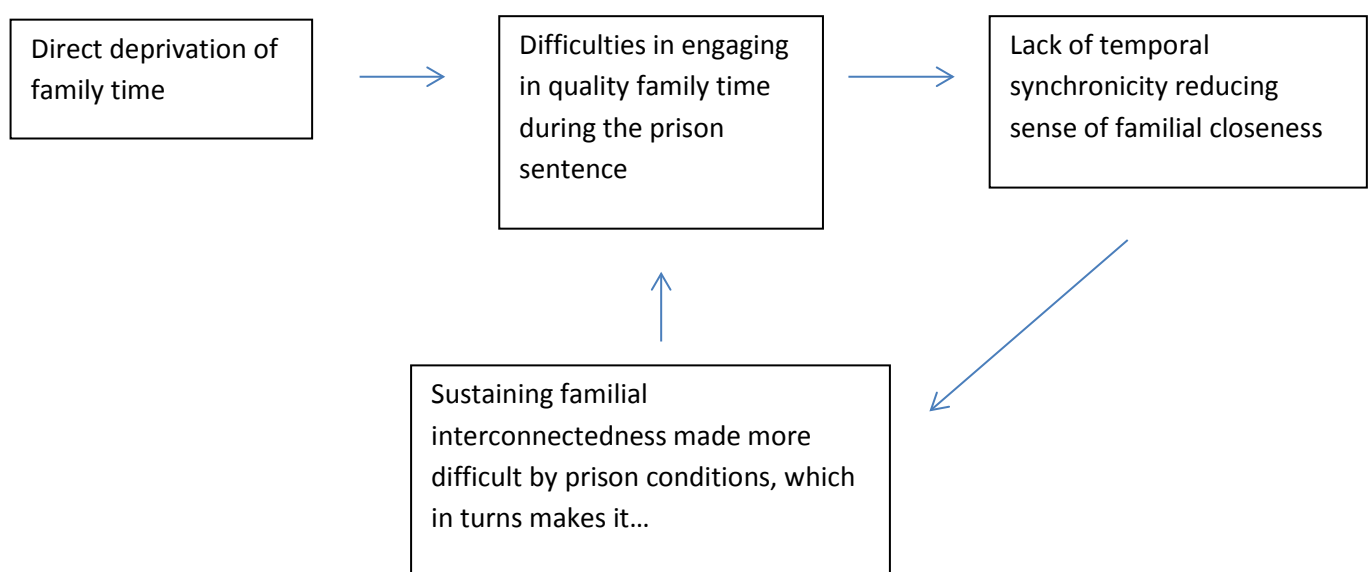 Direct deprivation of
family time
Difficulties in engaging
in quality family time
during the prison
sentence
Lack of temporal
synchronicity reducing
sense of familial closeness
Sustaining familial
interconnectedness made more
difficult by prison conditions, which
in turns makes it…